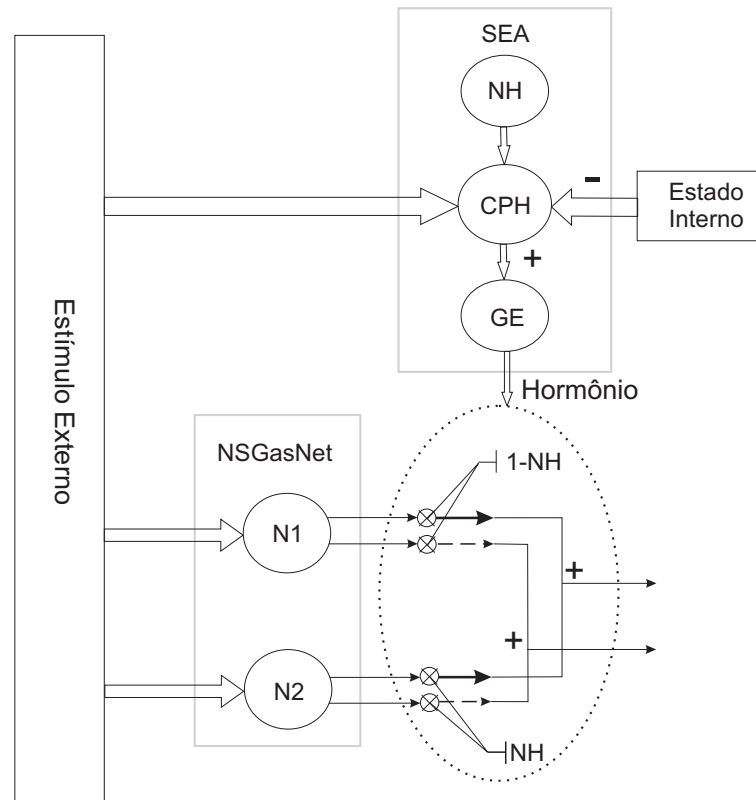 SEA
NH
CPH
-
Estado
Interno
+
GE
Hormônio
Estímulo Externo
NSGasNet
1-NH
N1
+
+
N2
NH